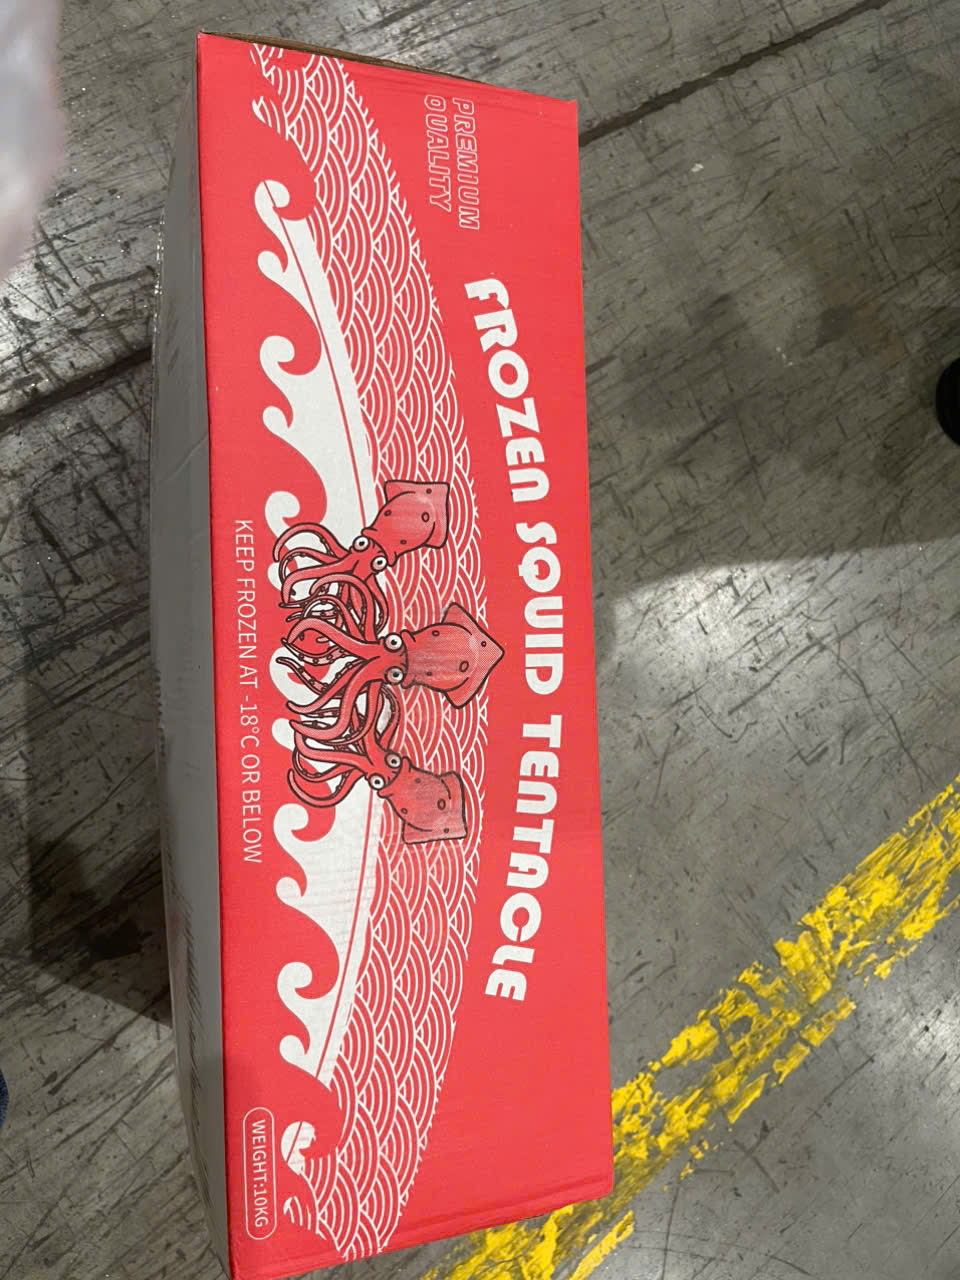 PREMIUM
QUALITY
FROZEN SQUID TENTACLE
KEEP FROZEN AT -18°C OR BELOW
WEIGHT:10KG